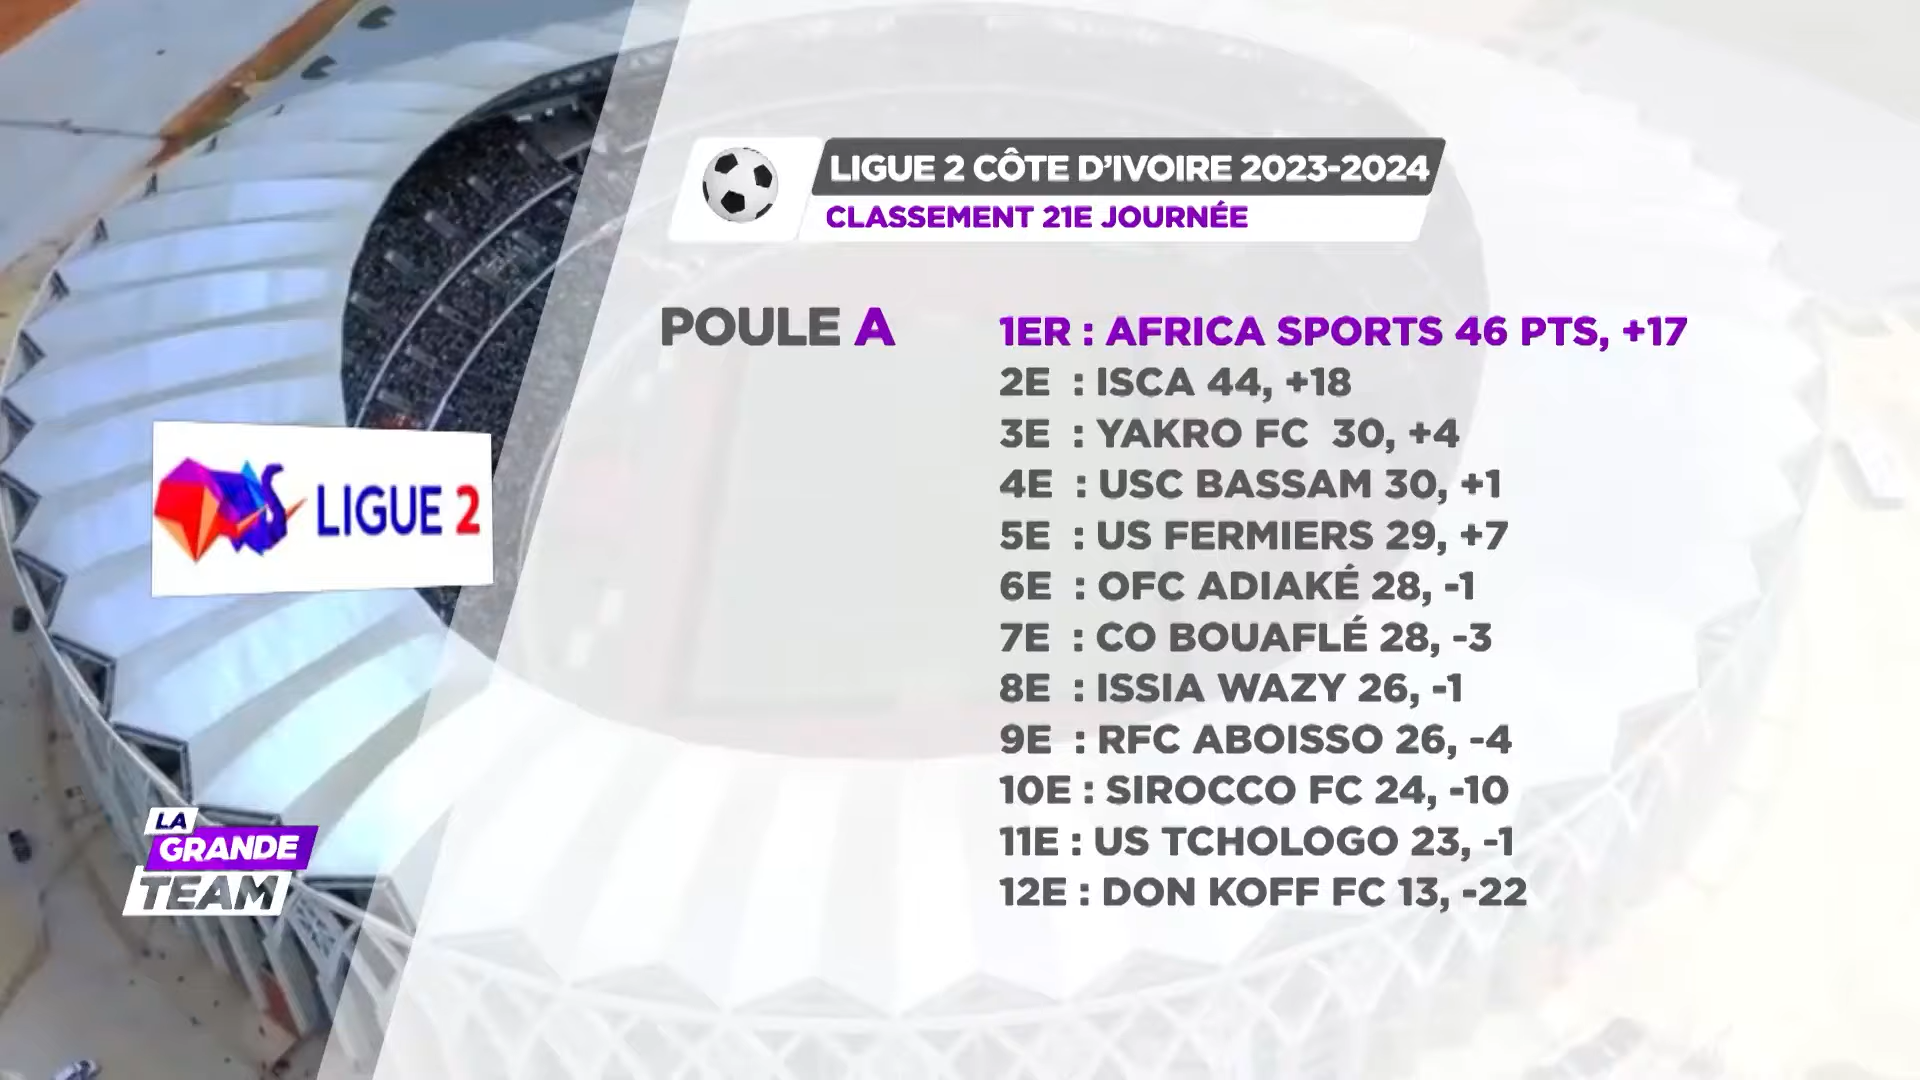 LIGUE 2 CÔTE D'IVOIRE 2023-2024
CLASSEMENT 21E JOURNÉE
POULE A
1ER : AFRICA SPORTS 46 PTS, +17
2E : ISCA 44, +18
3E : YAKRO FC 30, +4
4E : USC BASSAM 30, +1
5E : US FERMIERS 29, +7
6E : OFC ADIAKÉ 28, -1
7E : CO BOUAFLÉ 28, -3
8E : ISSIA WAZY 26, -1
9E : RFC ABOISSO 26, -4
10E : SIROCCO FC 24, -10
11E : US TCHOLOGO 23, -1
12E : DON KOFF FC 13, -22
LIGUE 2
LA
GRANDE
TEAM